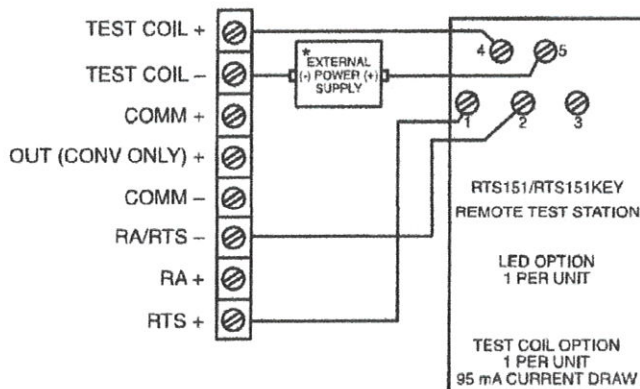 TEST COIL +
TEST COIL –
COMM +
OUT (CONV ONLY) +
COMM –
RA/RTS –
RA +
RTS +
*
EXTERNAL
(-) POWER (+)
SUPPLY
4
5
1
2
3
RTS151/RTS151KEY
REMOTE TEST STATION
LED OPTION
1 PER UNIT
TEST COIL OPTION
1 PER UNIT
95 mA CURRENT DRAW